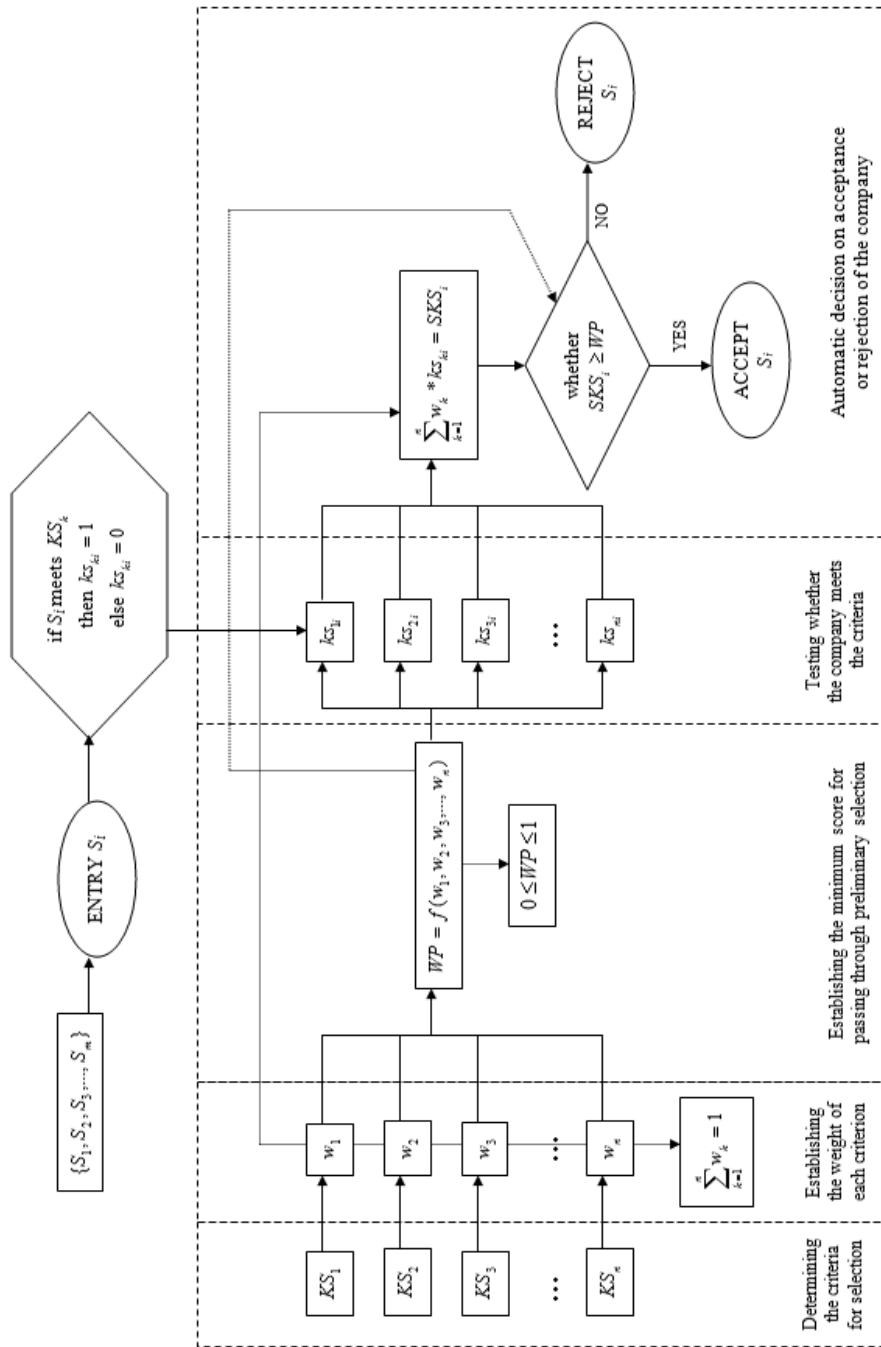 {S₁, S₂, S₃, ..., Sₘ}
ENTRY Sᵢ
if Sᵢ meets KSₖ
then ksₖᵢ = 1
else ksₖᵢ = 0
KS₁
KS₂
KS₃
...
KSₙ
Determining
the criteria
for selection
w₁
w₂
w₃
...
wₙ
∑ₖ₌₁ⁿ wₖ = 1
Establishing
the weight of
each criterion
WP = f(w₁, w₂, w₃, ..., wₙ)
0 ≤ WP ≤ 1
Establishing the minimum score for
passing through preliminary selection
ks₁ᵢ
ks₂ᵢ
ks₃ᵢ
...
ksₙᵢ
Testing whether
the company meets
the criteria
∑ₖ₌₁ⁿ wₖ * ksₖᵢ = SKSᵢ
whether
SKSᵢ ≥ WP
NO
YES
REJECT
Sᵢ
ACCEPT
Sᵢ
Automatic decision on acceptance
or rejection of the company